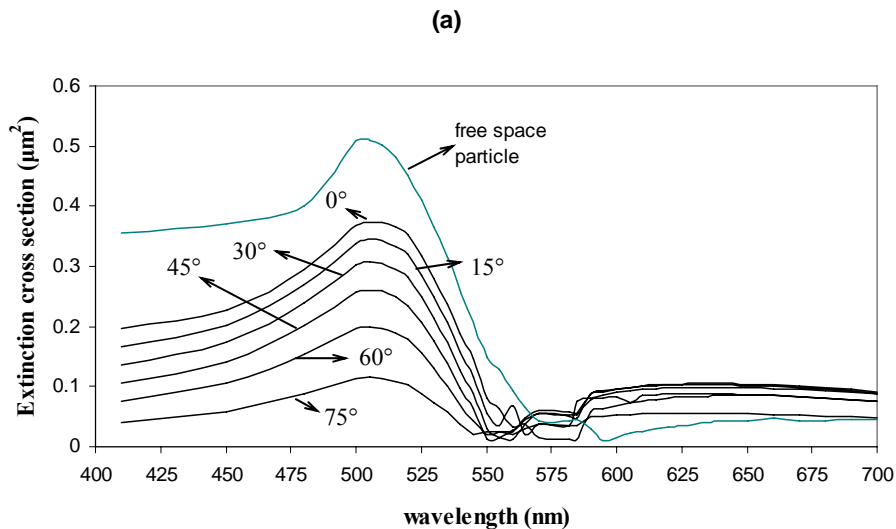 (a)
0.6
0.5
0.4
0.3
0.2
0.1
0
Extinction cross section (μm²)
free space
particle
0°
15°
30°
45°
60°
75°
400 425 450 475 500 525 550 575 600 625 650 675 700
wavelength (nm)